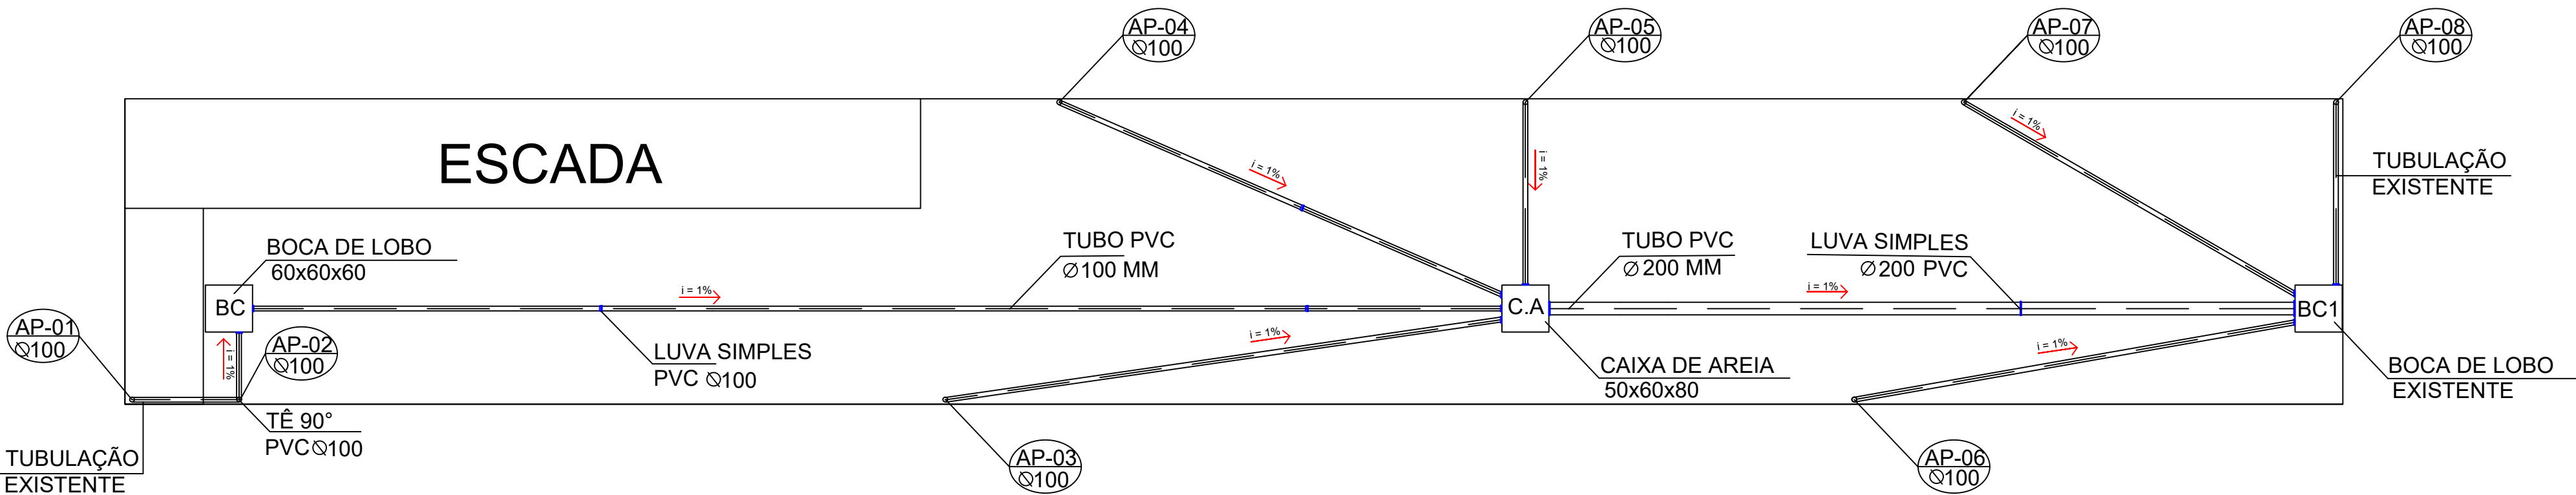 AP-04
∅100
AP-05
∅100
AP-07
∅100
AP-08
∅100
ESCADA
i = 1%
i = 1%
i = 1%
TUBULAÇÃO
EXISTENTE
BOCA DE LOBO
60x60x60
TUBO PVC
∅100 MM
TUBO PVC
∅200 MM
LUVA SIMPLES
∅200 PVC
i = 1%
i = 1%
BC
C.A
BC1
AP-01
∅100
i = 1%
AP-02
∅100
LUVA SIMPLES
PVC ∅100
i = 1%
i = 1%
CAIXA DE AREIA
50x60x80
BOCA DE LOBO
EXISTENTE
TÊ 90°
PVC∅100
TUBULAÇÃO
EXISTENTE
AP-03
∅100
AP-06
∅100